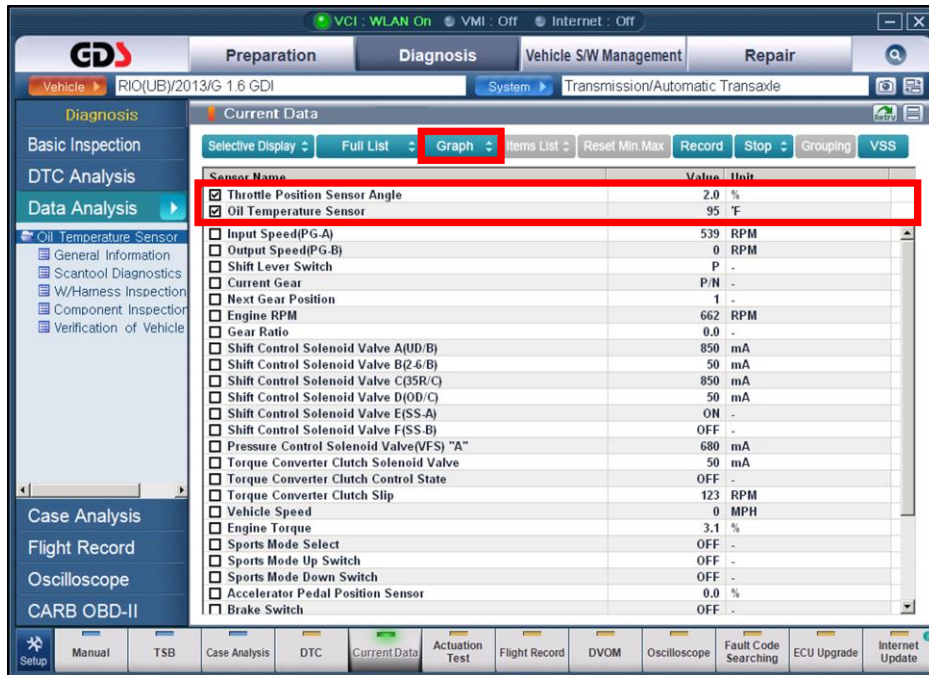 VCI : WLAN On VMI : Off Internet : Off
GDS Preparation Diagnosis Vehicle S/W Management Repair
Vehicle RIO(UB)/2013/G 1.6 GDI System Transmission/Automatic Transaxle
Diagnosis
Basic Inspection
DTC Analysis
Data Analysis
Oil Temperature Sensor
General Information
Scantool Diagnostics
W/Harness Inspection
Component Inspection
Verification of Vehicle
Case Analysis
Flight Record
Oscilloscope
CARB OBD-II
Current Data Retry
Selective Display Full List Graph Items List Reset Min.Max Record Stop Grouping VSS
Sensor Name Value Unit
Throttle Position Sensor Angle 2.0 %
Oil Temperature Sensor 95 °F
Input Speed(PG-A) 539 RPM
Output Speed(PG-B) 0 RPM
Shift Lever Switch P -
Current Gear P/N -
Next Gear Position 1 -
Engine RPM 662 RPM
Gear Ratio 0.0 -
Shift Control Solenoid Valve A(UD/B) 850 mA
Shift Control Solenoid Valve B(2-6/B) 50 mA
Shift Control Solenoid Valve C(35R/C) 850 mA
Shift Control Solenoid Valve D(OD/C) 50 mA
Shift Control Solenoid Valve E(SS-A) ON -
Shift Control Solenoid Valve F(SS-B) OFF -
Pressure Control Solenoid Valve(VFS) "A" 680 mA
Torque Converter Clutch Solenoid Valve 50 mA
Torque Converter Clutch Control State OFF -
Torque Converter Clutch Slip 123 RPM
Vehicle Speed 0 MPH
Engine Torque 3.1 %
Sports Mode Select OFF -
Sports Mode Up Switch OFF -
Sports Mode Down Switch OFF -
Accelerator Pedal Position Sensor 0.0 %
Brake Switch OFF -
Setup Manual TSB Case Analysis DTC Current Data Actuation Test Flight Record DVOM Oscilloscope Fault Code Searching ECU Upgrade Internet Update